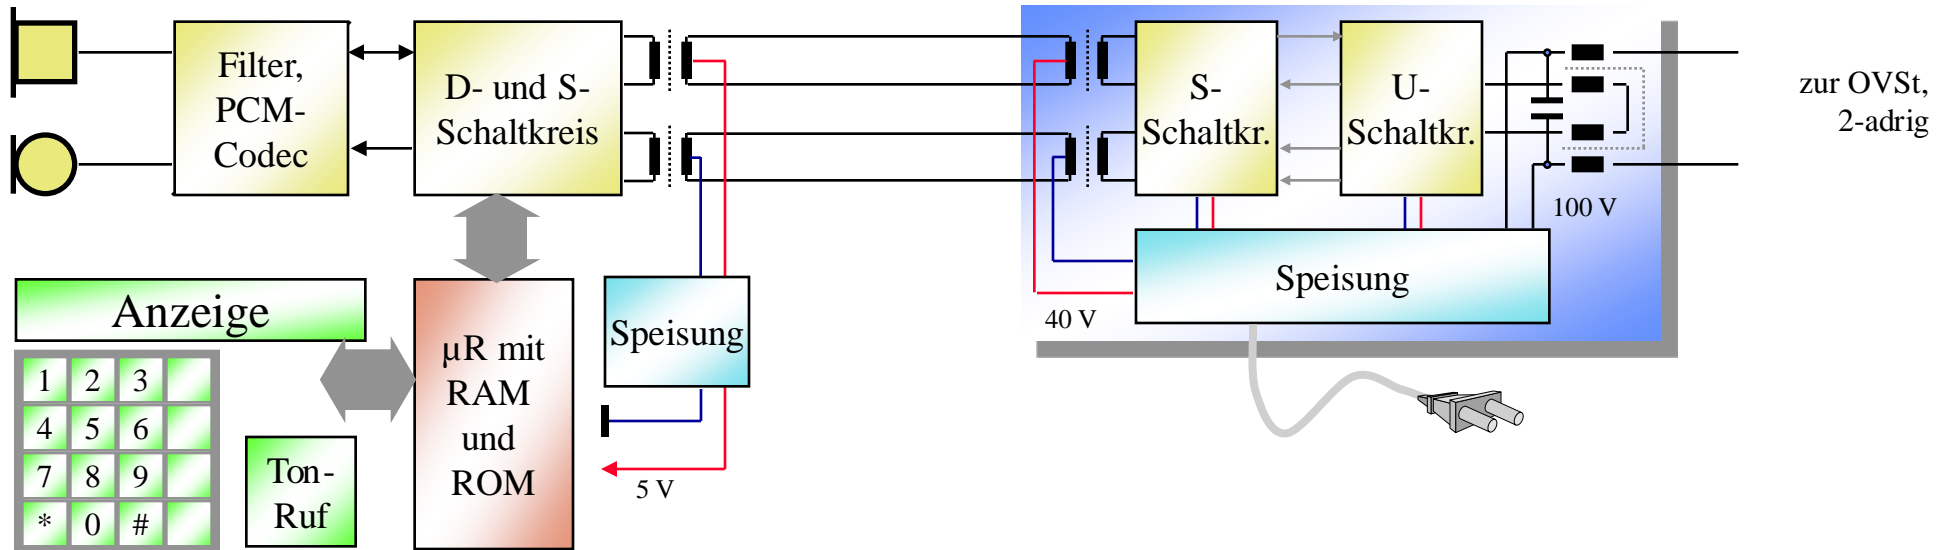 Filter,
PCM-
Codec
D- und S-
Schaltkreis
S-
Schaltkr.
U-
Schaltkr.
zur OVSt,
2-adrig
100 V
Speisung
40 V
Anzeige
µR mit
RAM
und
ROM
Speisung
5 V
1 2 3
4 5 6
7 8 9
* 0 #
Ton-
Ruf